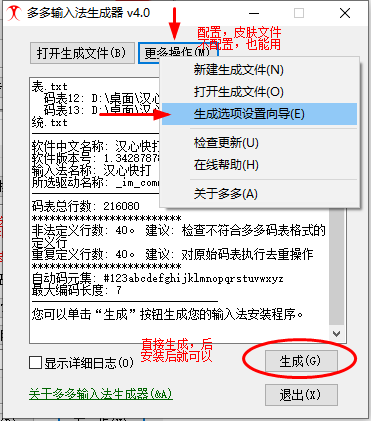 多多输入法生成器 v4.0
配置，皮肤文
不配置，也能用
打开生成文件(B)
更多操作(M)
新建生成文件(N)
打开生成文件(O)
生成选项设置向导(E)
检查更新(U)
在线帮助(H)
关于多多(A)
表.txt
码表12: D:\桌面\汉心
码表13: D:\桌面\汉心
统.txt
软件中文名称: 汉心快打
软件版本号: 1.34287878
输入法名称: 汉心快打
所选驱动名称: _im_comm
码表总行数: 216080
**************************
非法定义行数: 40。 建议: 检查不符合多多码表格式的
定义行
重复定义行数: 40。 建议: 对原始码表执行去重操作
**************************
自动码元集: #123abcdefghijklmnopqrstuvwxyz
最大编码长度: 7
您可以单击“生成”按钮生成您的输入法安装程序。
直接生成，后
安装后就可以
显示详细日志(O)
生成(G)
关于多多输入法生成器(&A)
退出(X)